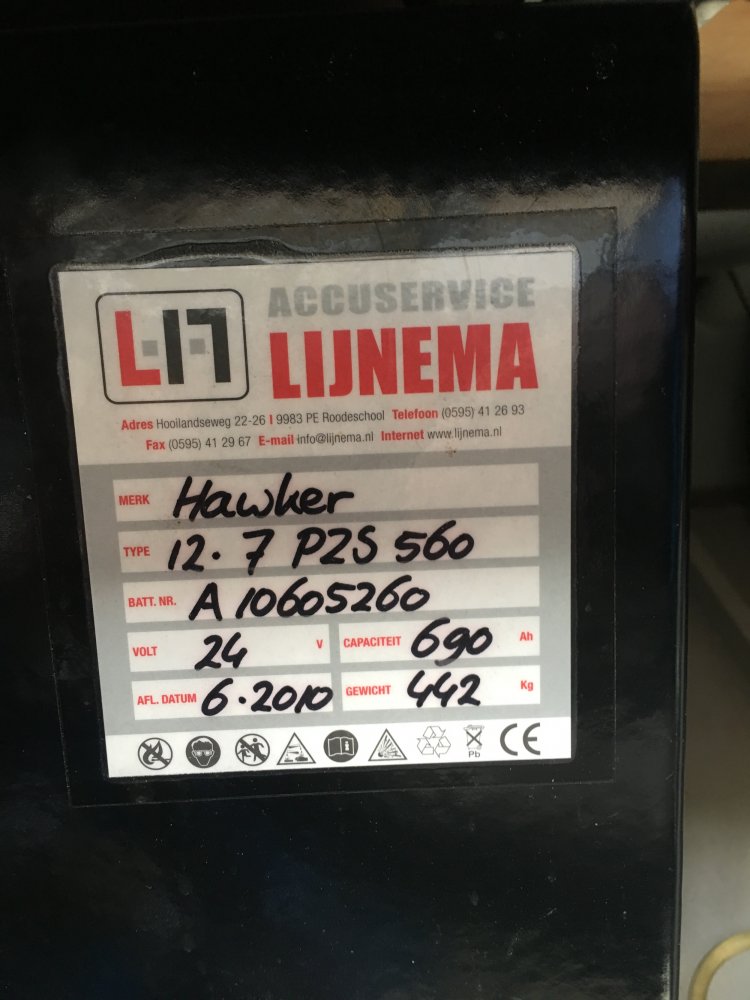 L·I·7
ACCUSERVICE
LIJNEMA
Adres Hooilandseweg 22-26 I 9983 PE Roodeschool Telefoon (0595) 41 26 93
Fax (0595) 41 29 67 E-mail info@lijnema.nl Internet www.lijnema.nl
MERK Hawker
TYPE 12.7 PZS 560
BATT. NR. A 10605260
VOLT 24 V CAPACITEIT 690 Ah
AFL. DATUM 6.2010 GEWICHT 442 Kg
Pb CE